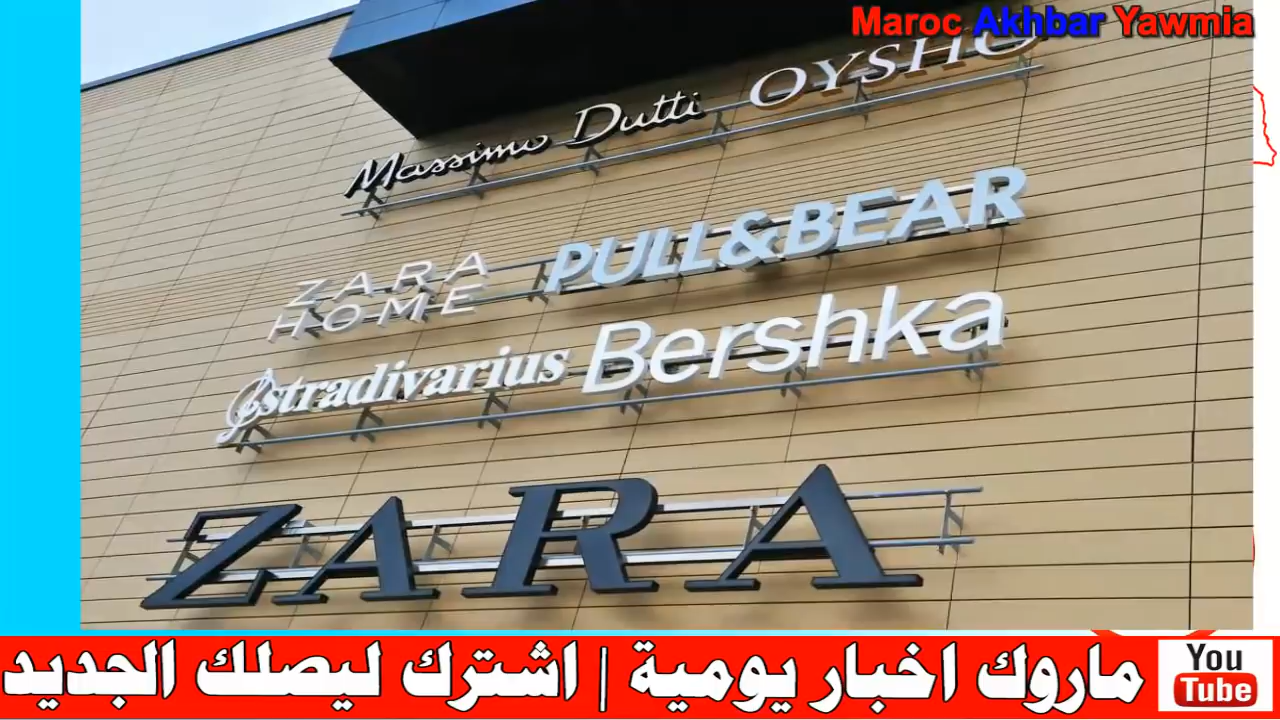 Maroc Akhbar Yawmia
Massimo Dutti OYSHO
ZARA HOME
PULL&BEAR
stradivarius Bershka
ZARA
ماروك اخبار يومية | اشترك ليصلك الجديد
You
Tube